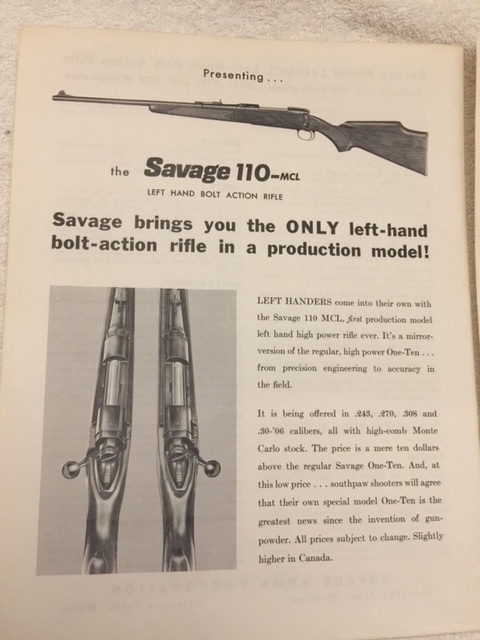 Presenting...
the Savage 110-MCL
LEFT HAND BOLT ACTION RIFLE
Savage brings you the ONLY left-hand
bolt-action rifle in a production model!
LEFT HANDERS come into their own with
the Savage 110 MCL, first production model
left hand high power rifle ever. It's a mirror-
version of the regular, high power One-Ten . . .
from precision engineering to accuracy in
the field.
It is being offered in .243, .270, .308 and
.30-'06 calibers, all with high-comb Monte
Carlo stock. The price is a mere ten dollars
above the regular Savage One-Ten. And, at
this low price . . . southpaw shooters will agree
that their own special model One-Ten is the
greatest news since the invention of gun-
powder. All prices subject to change. Slightly
higher in Canada.